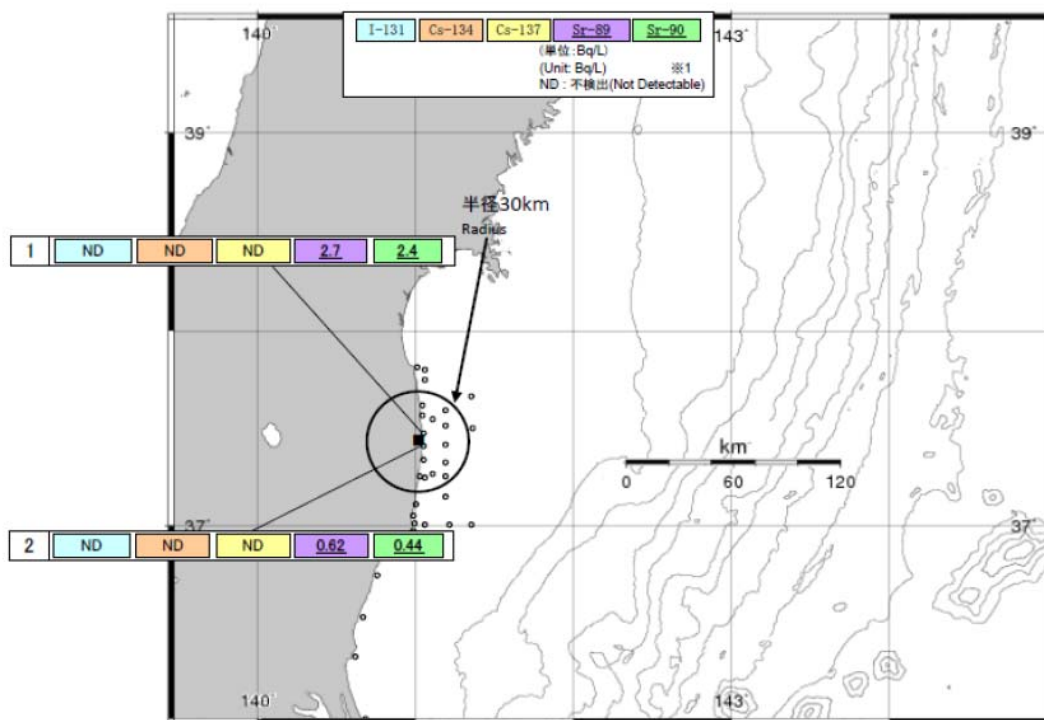 140°
I-131 Cs-134 Cs-137 Sr-89 Sr-90
143°
(単位:Bq/L)
(Unit: Bq/L) ※1
ND : 不検出(Not Detectable)
39°
39°
半径30km
Radius
1 ND ND ND 2.7 2.4
km
0 60 120
37°
37°
2 ND ND ND 0.62 0.44
140°
143°